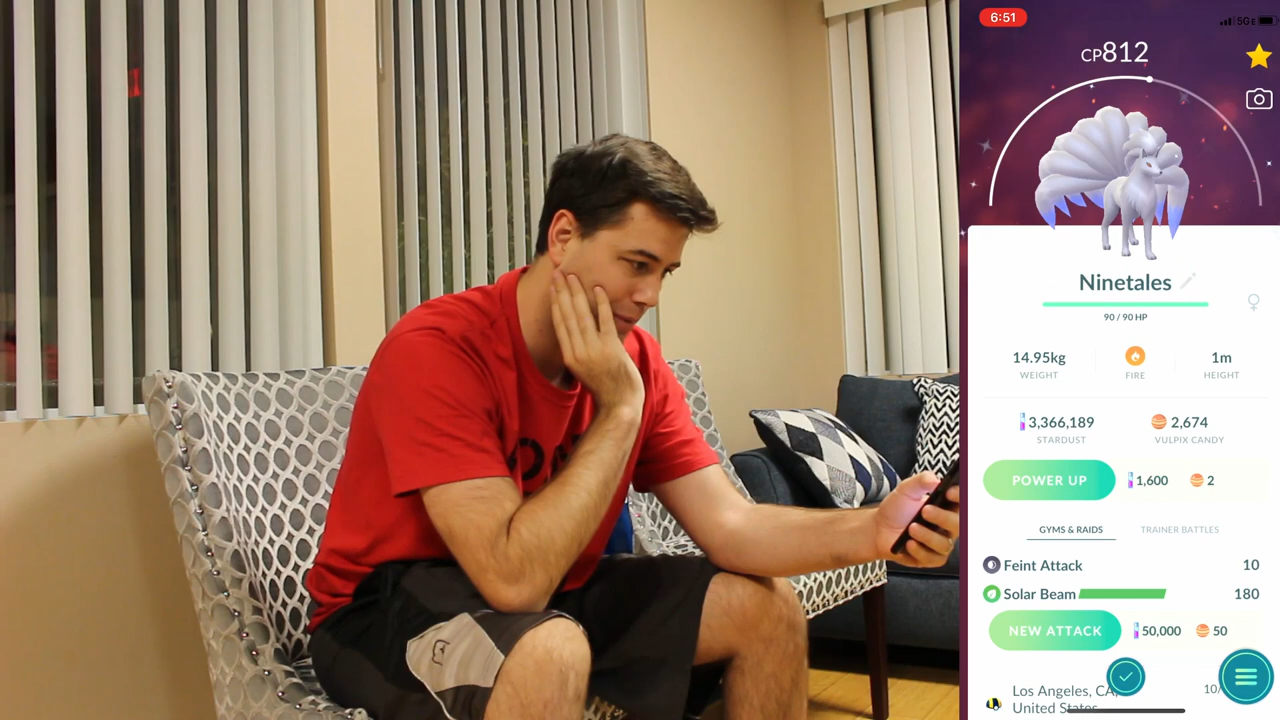 6:51
5GE
CP812
Ninetales
90 / 90 HP
14.95kg
WEIGHT
FIRE
1m
HEIGHT
3,366,189
STARDUST
2,674
VULPIX CANDY
POWER UP
1,600
2
GYMS & RAIDS
TRAINER BATTLES
Feint Attack
10
Solar Beam
180
NEW ATTACK
50,000
50
Los Angeles, CA,
United States
10/